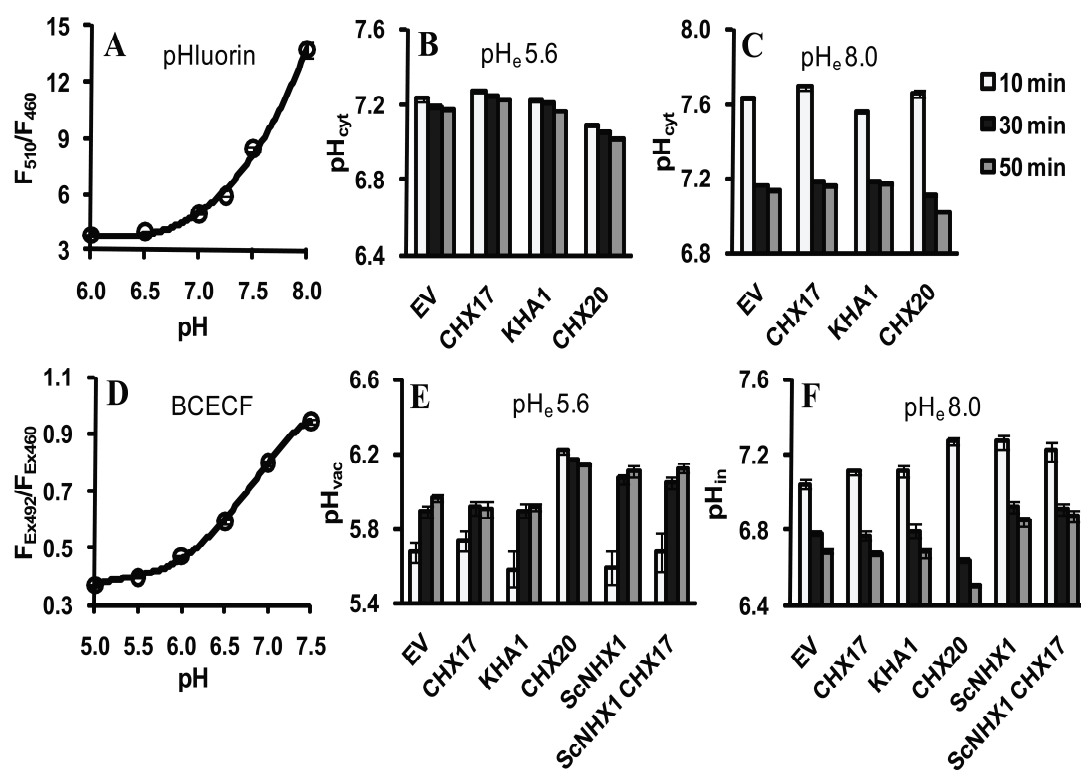 A
pHluorin
F510/F460
15
12
9
6
3
6.0 6.5 7.0 7.5 8.0
pH
B
pHe 5.6
pHcyt
7.6
7.2
6.8
6.4
EV CHX17 KHA1 CHX20
C
pHe 8.0
pHcyt
8.0
7.6
7.2
6.8
EV CHX17 KHA1 CHX20
10 min
30 min
50 min
D
BCECF
FEx492/FEx460
1.1
0.9
0.7
0.5
0.3
5.0 5.5 6.0 6.5 7.0 7.5
pH
E
pHe 5.6
pHvac
6.6
6.2
5.8
5.4
EV CHX17 KHA1 CHX20 ScNHX1 ScNHX1 CHX17
F
pHe 8.0
pHin
7.6
7.2
6.8
6.4
EV CHX17 KHA1 CHX20 ScNHX1 ScNHX1 CHX17